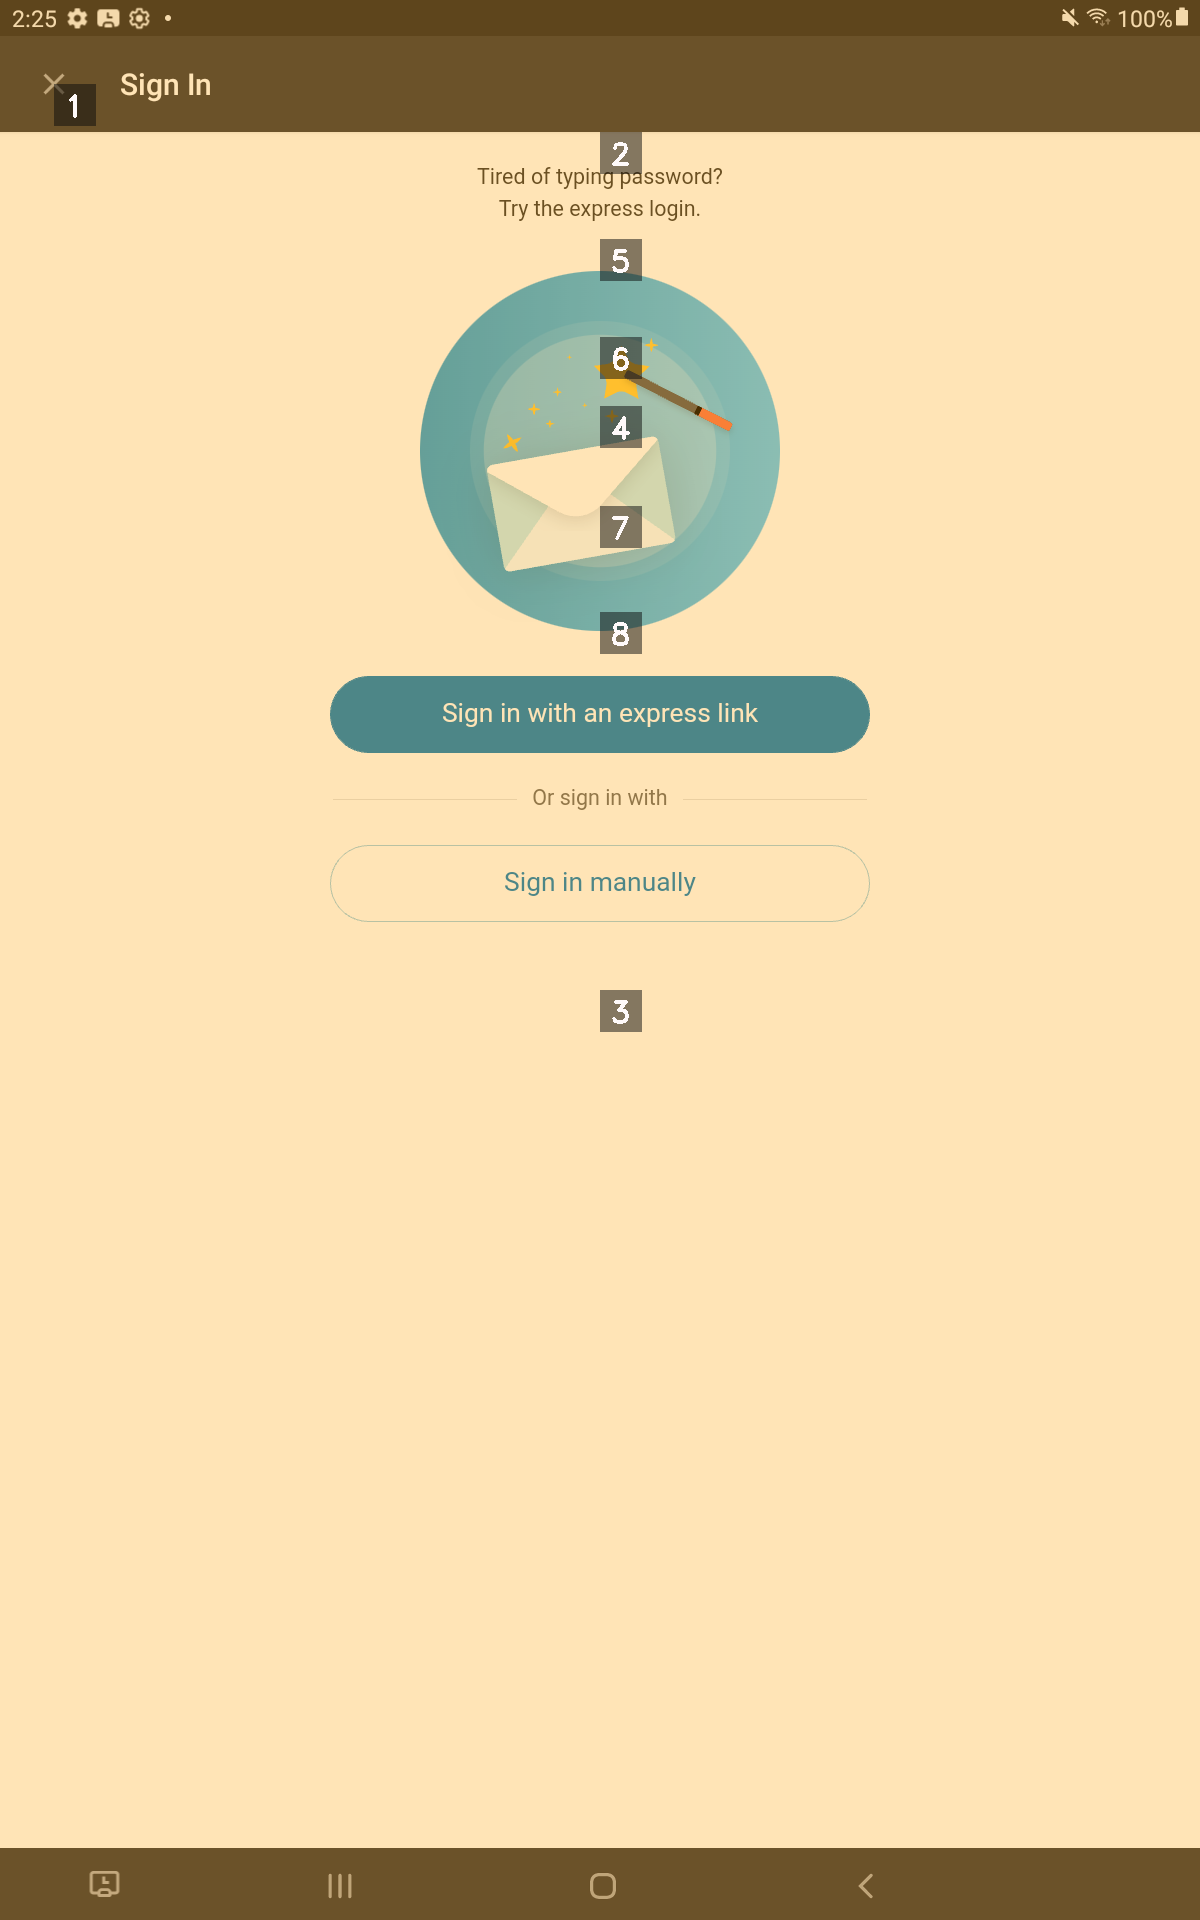 2:25
100%
Sign In
1
2
Tired of typing password?
Try the express login.
5
6
4
7
8
Sign in with an express link
Or sign in with
Sign in manually
3